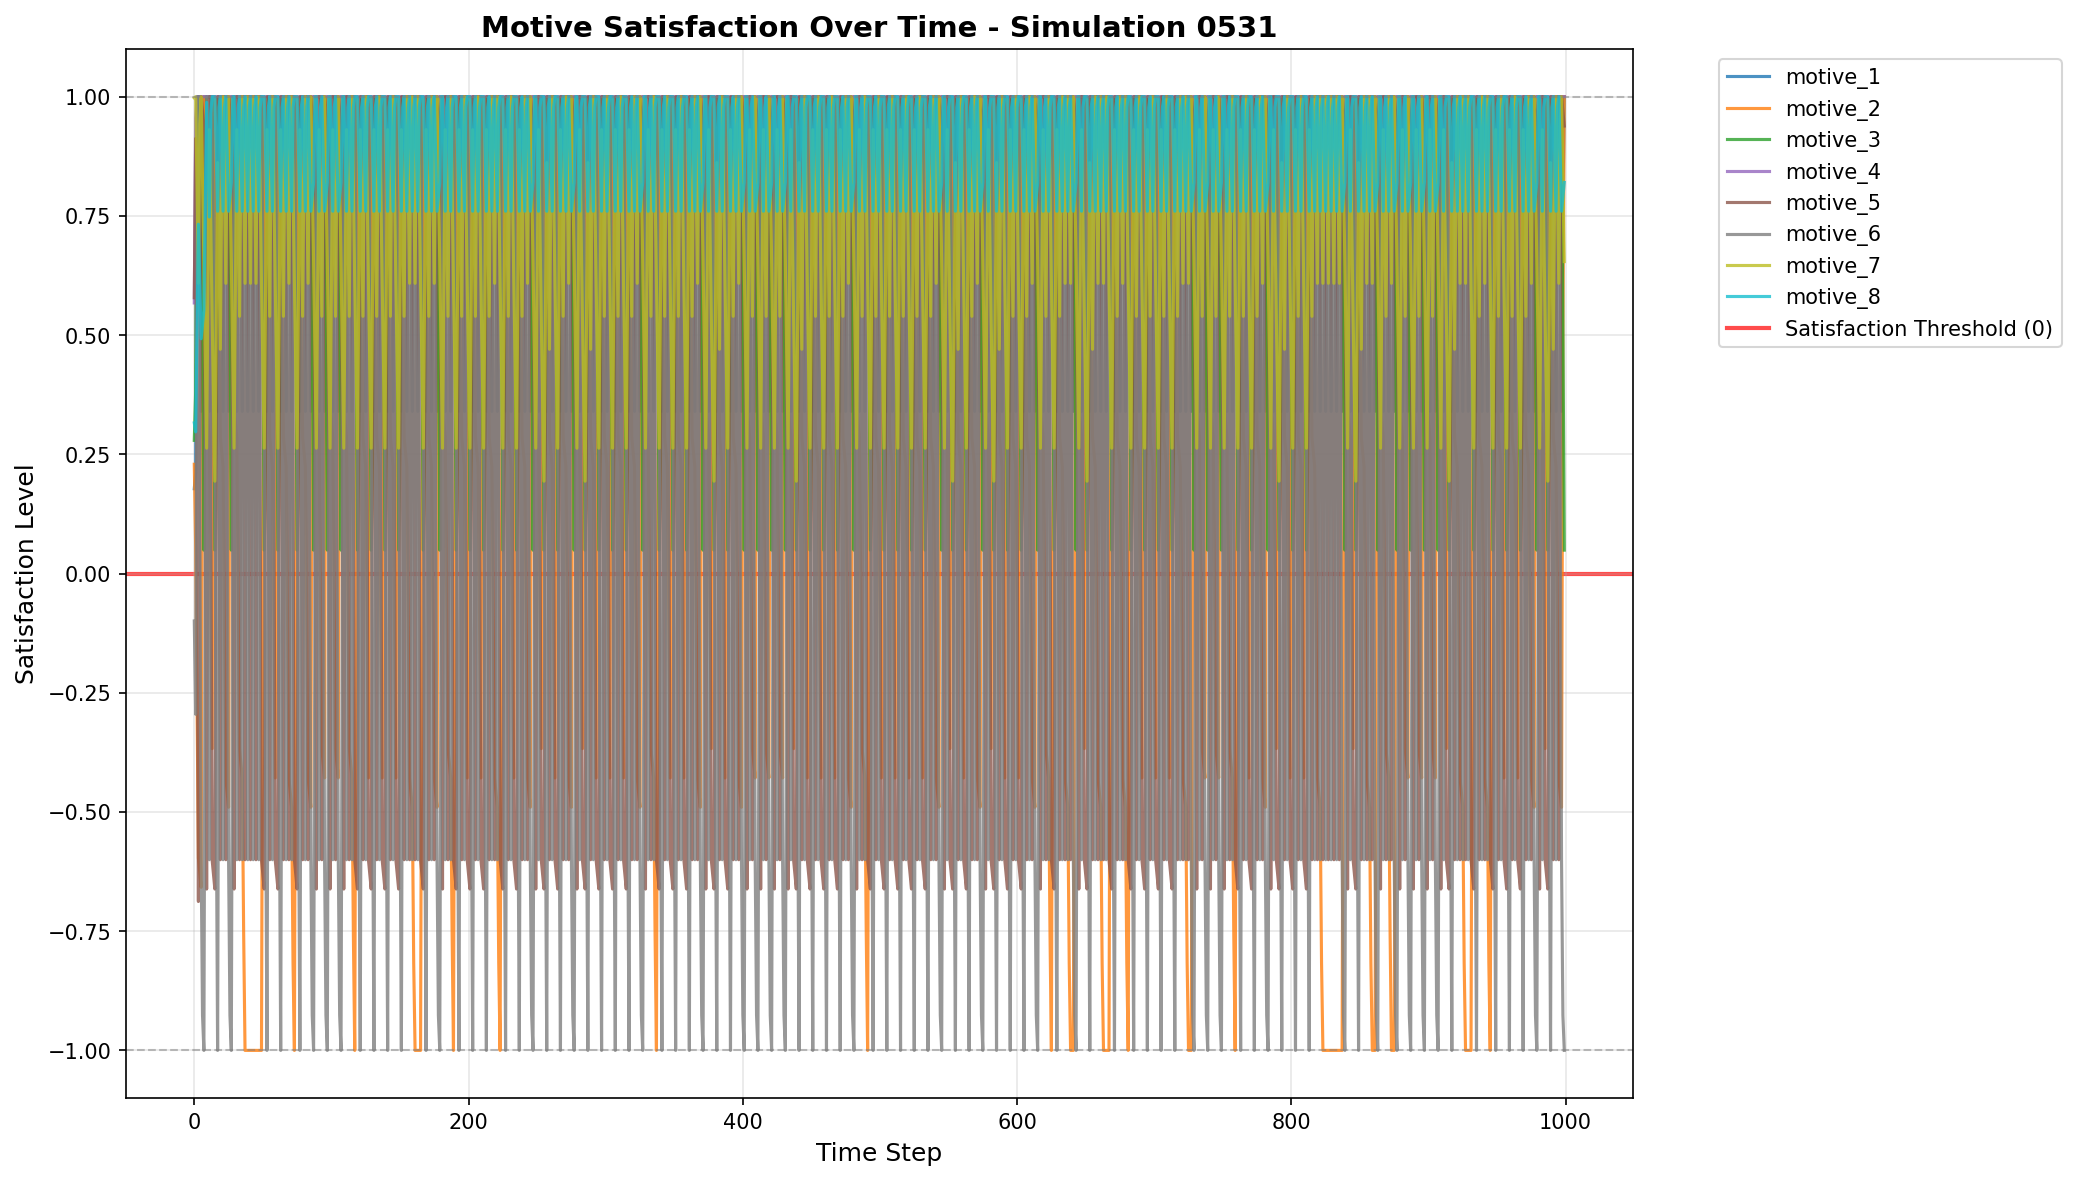 Motive Satisfaction Over Time - Simulation 0531
1.00
0.75
0.50
0.25
0.00
−0.25
−0.50
−0.75
−1.00
Satisfaction Level
0
200
400
600
800
1000
Time Step
motive_1
motive_2
motive_3
motive_4
motive_5
motive_6
motive_7
motive_8
Satisfaction Threshold (0)